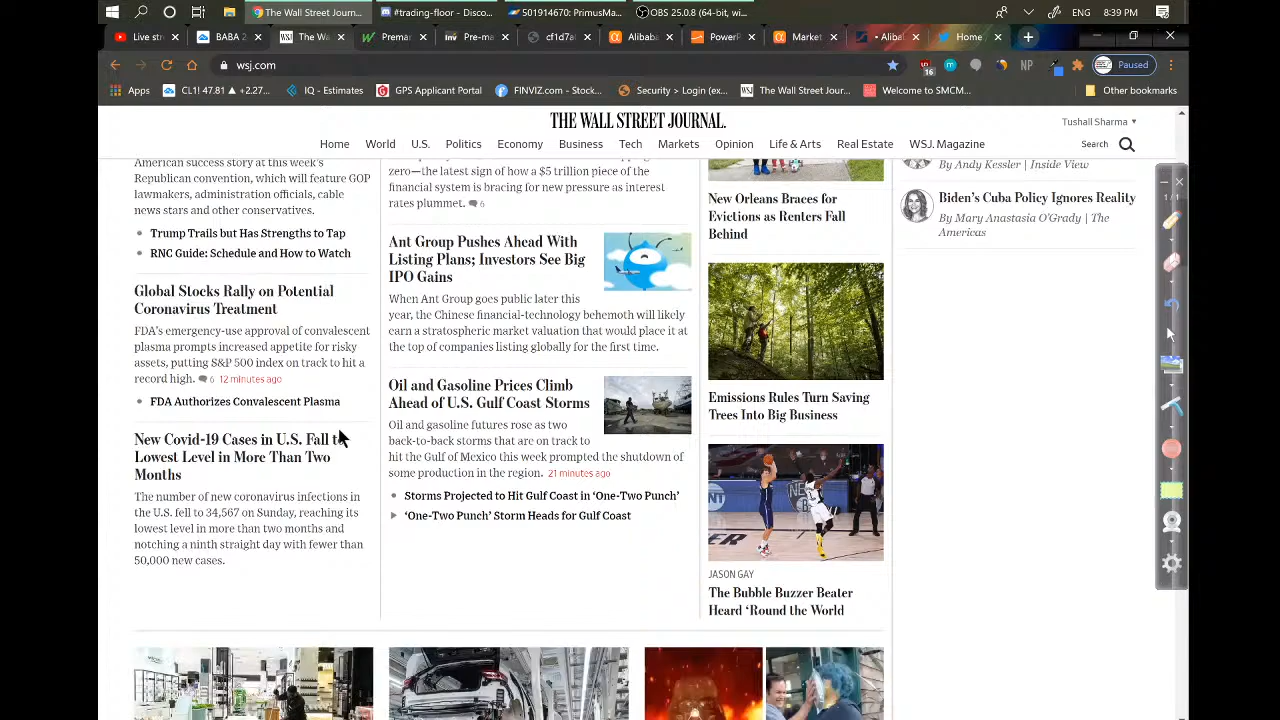 The Wall Street Journ...
#trading-floor - Disco...
501914670: PrimusMa...
OBS 25.0.8 (64-bit, wi...
ENG
8:39 PM
Live str
BABA 2
The Wa
Premar
Pre-ma
cf1d7af
Alibaba
PowerP
Market
• Alibal
Home
wsj.com
16
NP
Paused
Apps
CL1! 47.81 ▲ +2.27...
IQ - Estimates
GPS Applicant Portal
FINVIZ.com - Stock...
Security > Login (ex...
The Wall Street Jour...
Welcome to SMCM...
Other bookmarks
THE WALL STREET JOURNAL.
Tushall Sharma
Home
World
U.S.
Politics
Economy
Business
Tech
Markets
Opinion
Life & Arts
Real Estate
WSJ. Magazine
Search
American success story at this week's
Republican convention, which will feature GOP
lawmakers, administration officials, cable
news stars and other conservatives.
Trump Trails but Has Strengths to Tap
RNC Guide: Schedule and How to Watch
Global Stocks Rally on Potential
Coronavirus Treatment
FDA's emergency-use approval of convalescent
plasma prompts increased appetite for risky
assets, putting S&P 500 index on track to hit a
record high. 6 12 minutes ago
FDA Authorizes Convalescent Plasma
New Covid-19 Cases in U.S. Fall to
Lowest Level in More Than Two
Months
The number of new coronavirus infections in
the U.S. fell to 34,567 on Sunday, reaching its
lowest level in more than two months and
notching a ninth straight day with fewer than
50,000 new cases.
zero—the latest sign of how a $5 trillion piece of the
financial system is bracing for new pressure as interest
rates plummet. 6
Ant Group Pushes Ahead With
Listing Plans; Investors See Big
IPO Gains
When Ant Group goes public later this
year, the Chinese financial-technology behemoth will likely
earn a stratospheric market valuation that would place it at
the top of companies listing globally for the first time.
Oil and Gasoline Prices Climb
Ahead of U.S. Gulf Coast Storms
Oil and gasoline futures rose as two
back-to-back storms that are on track to
hit the Gulf of Mexico this week prompted the shutdown of
some production in the region. 21 minutes ago
Storms Projected to Hit Gulf Coast in 'One-Two Punch'
'One-Two Punch' Storm Heads for Gulf Coast
New Orleans Braces for
Evictions as Renters Fall
Behind
Emissions Rules Turn Saving
Trees Into Big Business
JASON GAY
The Bubble Buzzer Beater
Heard 'Round the World
By Andy Kessler | Inside View
Biden's Cuba Policy Ignores Reality
By Mary Anastasia O'Grady | The
Americas
1/1